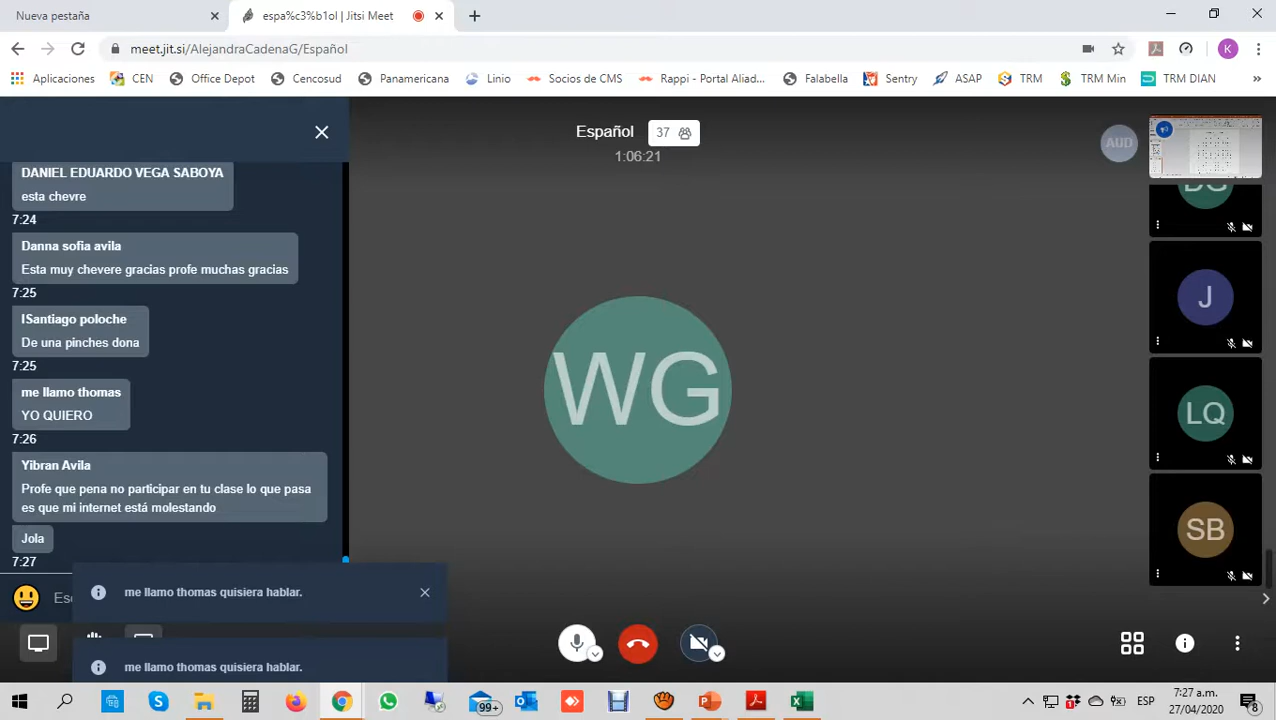 Nueva pestaña
espa%c3%b1ol | Jitsi Meet
meet.jit.si/AlejandraCadenaG/Español
K
Aplicaciones
CEN
Office Depot
Cencosud
Panamericana
Linio
Socios de CMS
Rappi - Portal Aliad...
Falabella
Sentry
ASAP
TRM
TRM Min
TRM DIAN
»
Español
37
1:06:21
AUD
DANIEL EDUARDO VEGA SABOYA
esta chevre
7:24
Danna sofia avila
Esta muy chevere gracias profe muchas gracias
7:25
ISantiago poloche
De una pinches dona
7:25
me llamo thomas
YO QUIERO
7:26
Yibran Avila
Profe que pena no participar en tu clase lo que pasa
es que mi internet está molestando
Jola
7:27
WG
DG
J
LQ
SB
me llamo thomas quisiera hablar.
me llamo thomas quisiera hablar.
99+
ESP
7:27 a.m.
27/04/2020
8